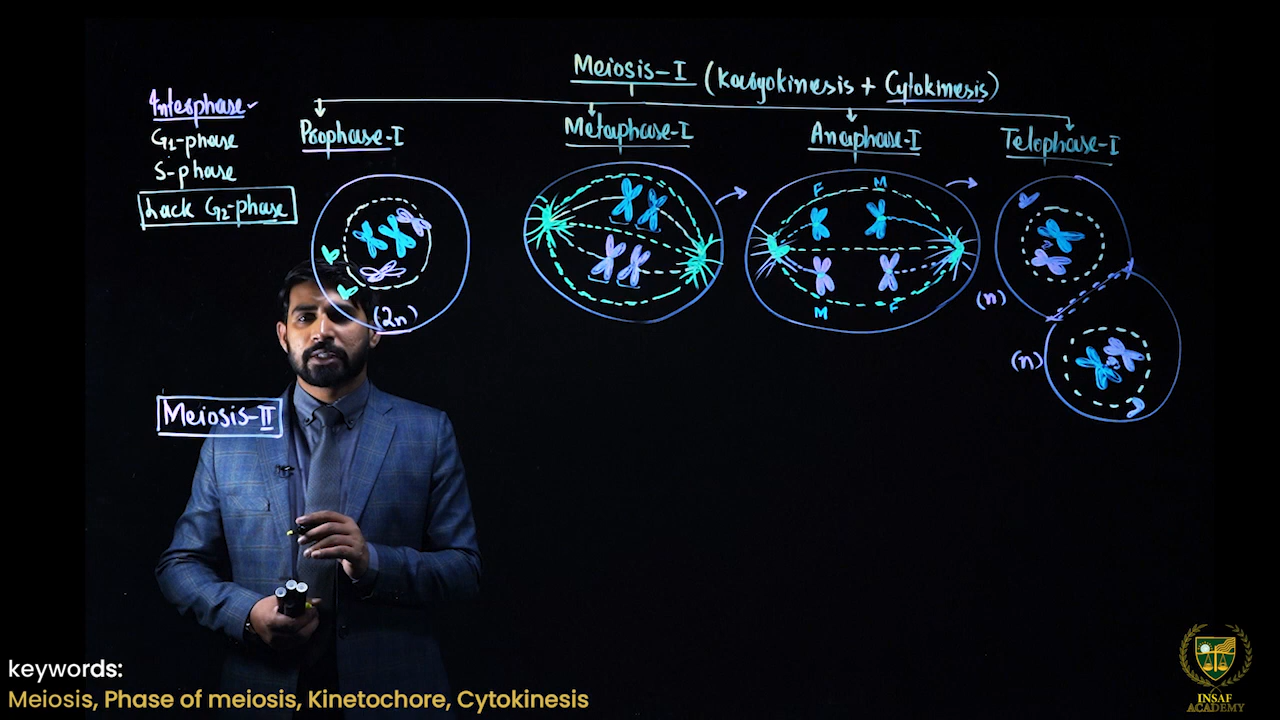 Meiosis-I (Karyokinesis + Cytokinesis)
Interphase
G1-phase
S-phase
Lack G2-phase
Prophase-I
Metaphase-I
Anaphase-I
Telophase-I
(2n)
F M
M F
(n)
(n)
Meiosis-II
keywords:
Meiosis, Phase of meiosis, Kinetochore, Cytokinesis
INSAF
ACADEMY